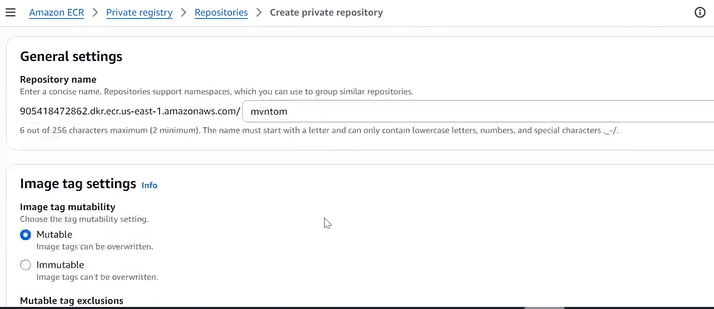 Amazon ECR > Private registry > Repositories > Create private repository
General settings
Repository name
Enter a concise name. Repositories support namespaces, which you can use to group similar repositories.
905418472862.dkr.ecr.us-east-1.amazonaws.com/ mvntom
6 out of 256 characters maximum (2 minimum). The name must start with a letter and can only contain lowercase letters, numbers, and special characters ._-/.
Image tag settings Info
Image tag mutability
Choose the tag mutability setting.
Mutable
Image tags can be overwritten.
Immutable
Image tags can't be overwritten.
Mutable tag exclusions